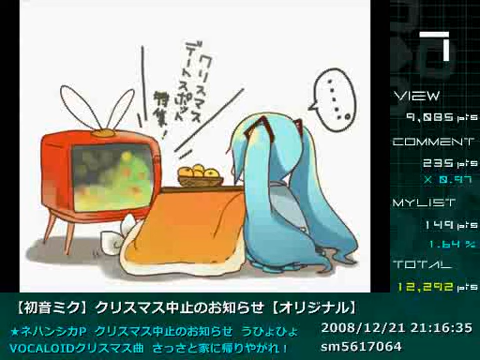 クリスマス
デートスポット
特集!
……。
VIEW
9,085 pts
COMMENT
235 pts
X 0.97
MYLIST
149 pts
1.64 %
TOTAL
12,292 pts
【初音ミク】クリスマス中止のお知らせ【オリジナル】
★ネハンシカP クリスマス中止のお知らせ うひょひょ
VOCALOIDクリスマス曲 さっさと家に帰りやがれ!
2008/12/21 21:16:35
sm5617064